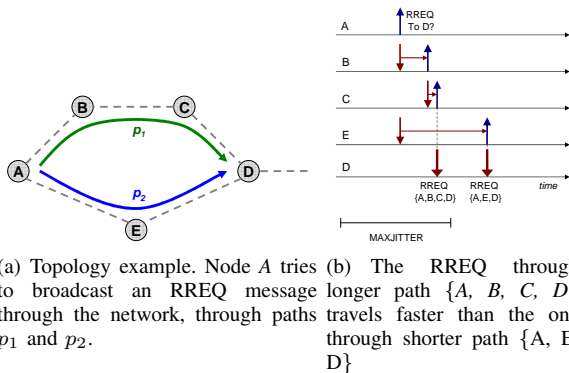 A
B
C
D
E
p1
p2
A
B
C
E
D
RREQ
To D?
RREQ
{A,B,C,D}
RREQ
{A,E,D}
time
MAXJITTER
(a) Topology example. Node A tries
to broadcast an RREQ message
through the network, through paths
p1 and p2.
(b) The RREQ through
longer path {A, B, C, D
travels faster than the on
through shorter path {A, E
D}